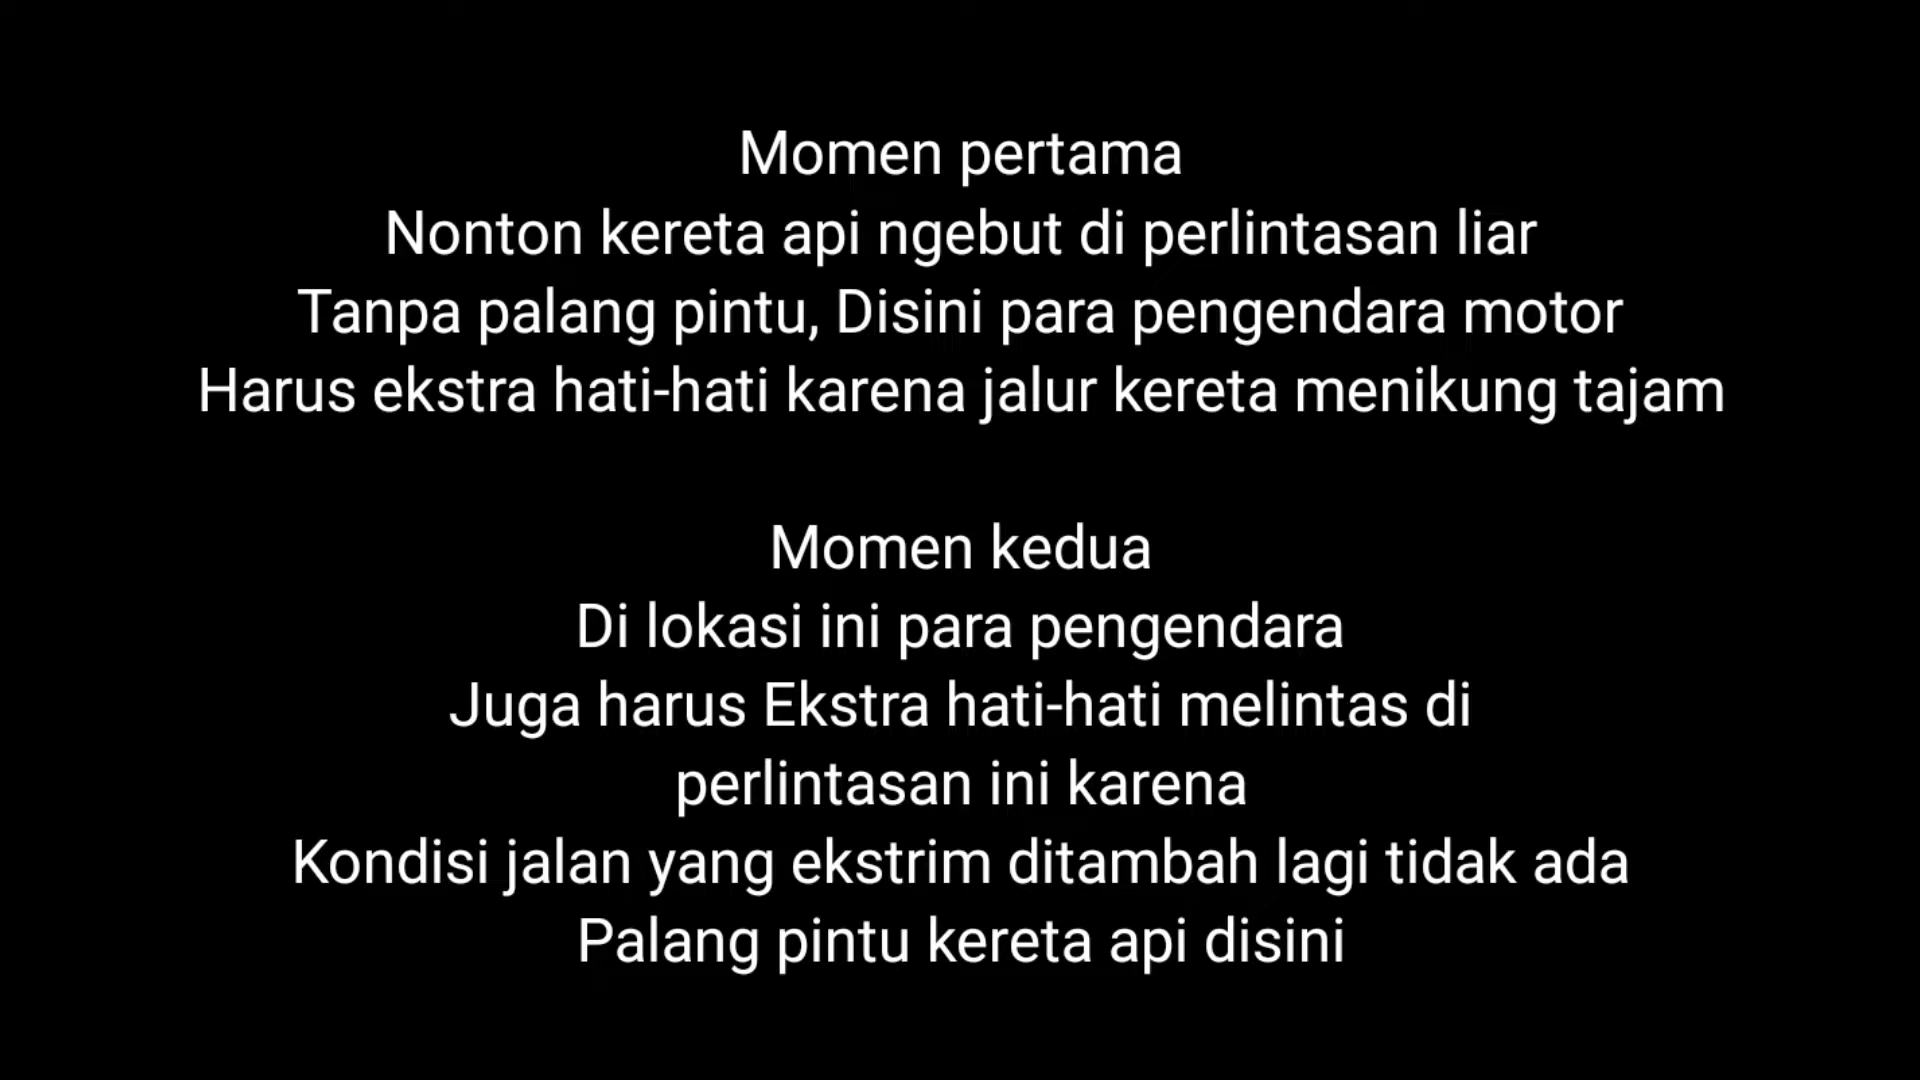 Momen pertama
Nonton kereta api ngebut di perlintasan liar
Tanpa palang pintu, Disini para pengendara motor
Harus ekstra hati-hati karena jalur kereta menikung tajam
Momen kedua
Di lokasi ini para pengendara
Juga harus Ekstra hati-hati melintas di
perlintasan ini karena
Kondisi jalan yang ekstrim ditambah lagi tidak ada
Palang pintu kereta api disini